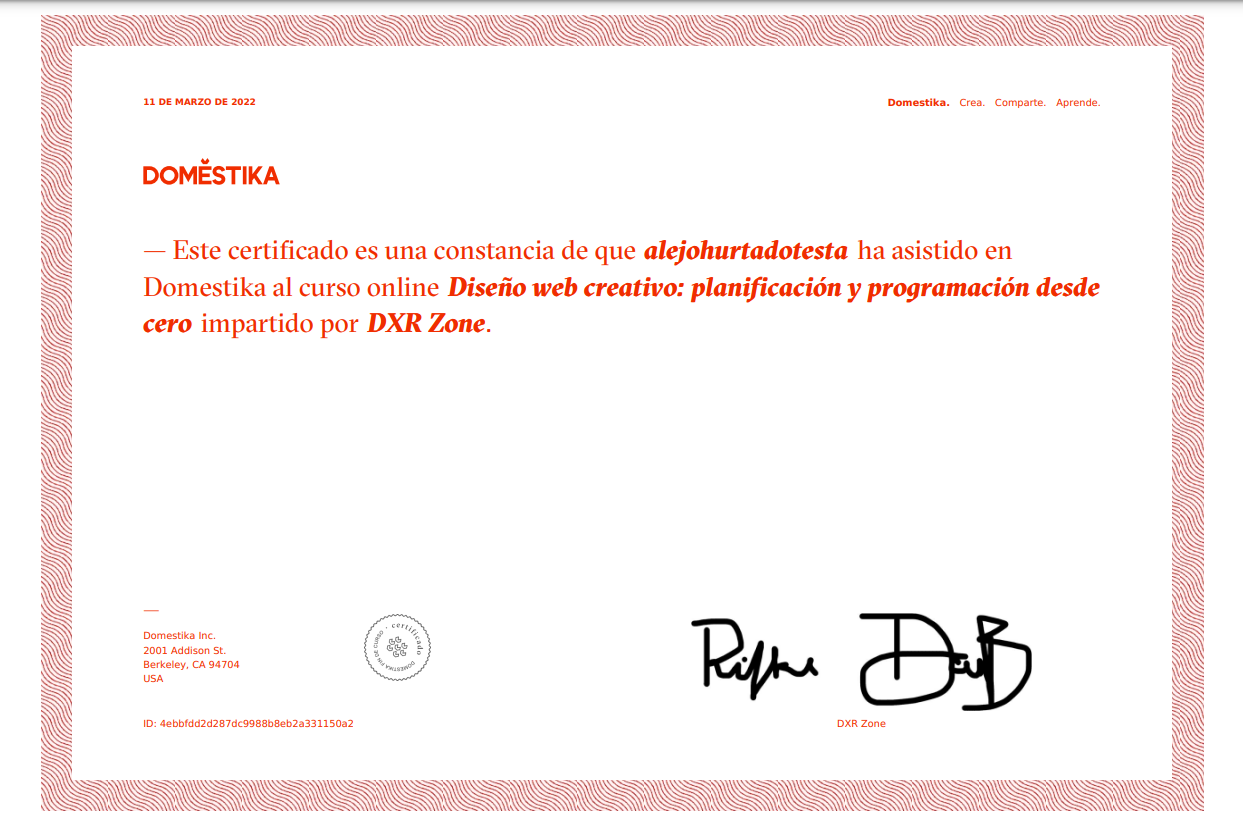 11 DE MARZO DE 2022
Domestika. Crea. Comparte. Aprende.
DOMĔSTIKA
— Este certificado es una constancia de que alejohurtadotesta ha asistido en
Domestika al curso online Diseño web creativo: planificación y programación desde
cero impartido por DXR Zone.
—
Domestika Inc.
2001 Addison St.
Berkeley, CA 94704
USA
certificado
DOMESTIKA FIN DE CURSO
ID: 4ebbfdd2d287dc9988b8eb2a331150a2
DXR Zone